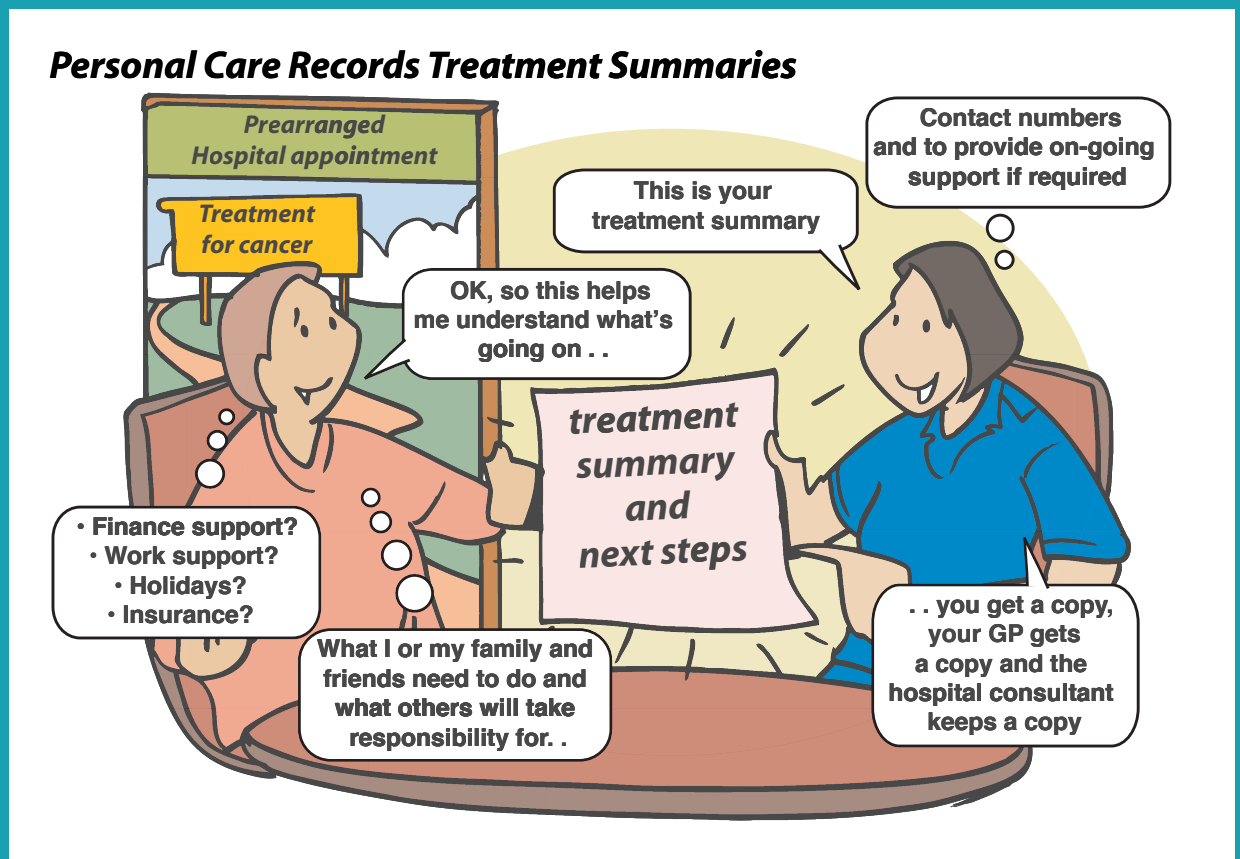 Personal Care Records Treatment Summaries
Prearranged
Hospital appointment
Treatment
for cancer
Contact numbers
and to provide on-going
support if required
This is your
treatment summary
OK, so this helps
me understand what's
going on . .
treatment
summary
and
next steps
• Finance support?
• Work support?
• Holidays?
• Insurance?
What I or my family and
friends need to do and
what others will take
responsibility for. .
. . you get a copy,
your GP gets
a copy and the
hospital consultant
keeps a copy